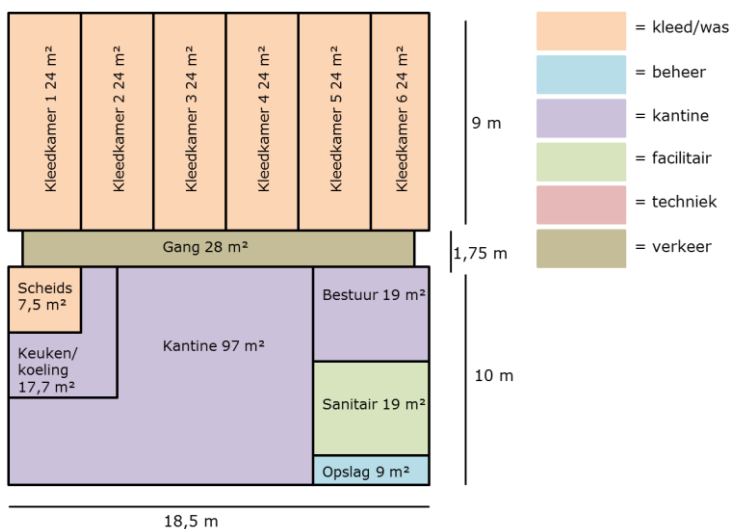 Kleedkamer 1 24 m²
Kleedkamer 2 24 m²
Kleedkamer 3 24 m²
Kleedkamer 4 24 m²
Kleedkamer 5 24 m²
Kleedkamer 6 24 m²
9 m
Gang 28 m²
1,75 m
Scheids
7,5 m²
Keuken/
koeling
17,7 m²
Kantine 97 m²
Bestuur 19 m²
Sanitair 19 m²
Opslag 9 m²
10 m
18,5 m
= kleed/was
= beheer
= kantine
= facilitair
= techniek
= verkeer